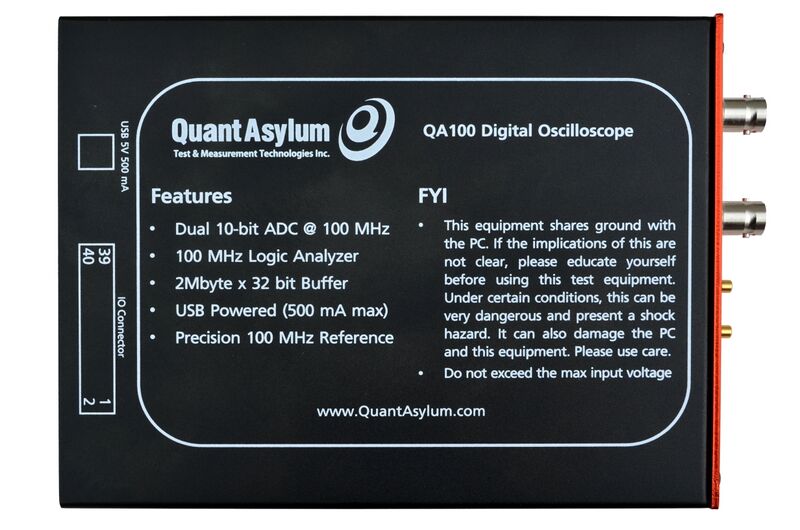 QuantAsylum
Test & Measurement Technologies Inc.
QA100 Digital Oscilloscope
Features
• Dual 10-bit ADC @ 100 MHz
• 100 MHz Logic Analyzer
• 2Mbyte x 32 bit Buffer
• USB Powered (500 mA max)
• Precision 100 MHz Reference
FYI
• This equipment shares ground with
the PC. If the implications of this are
not clear, please educate yourself
before using this test equipment.
Under certain conditions, this can be
very dangerous and present a shock
hazard. It can also damage the PC
and this equipment. Please use care.
• Do not exceed the max input voltage
www.QuantAsylum.com
USB 5V 500 mA
IO Connector
39
40
1
2